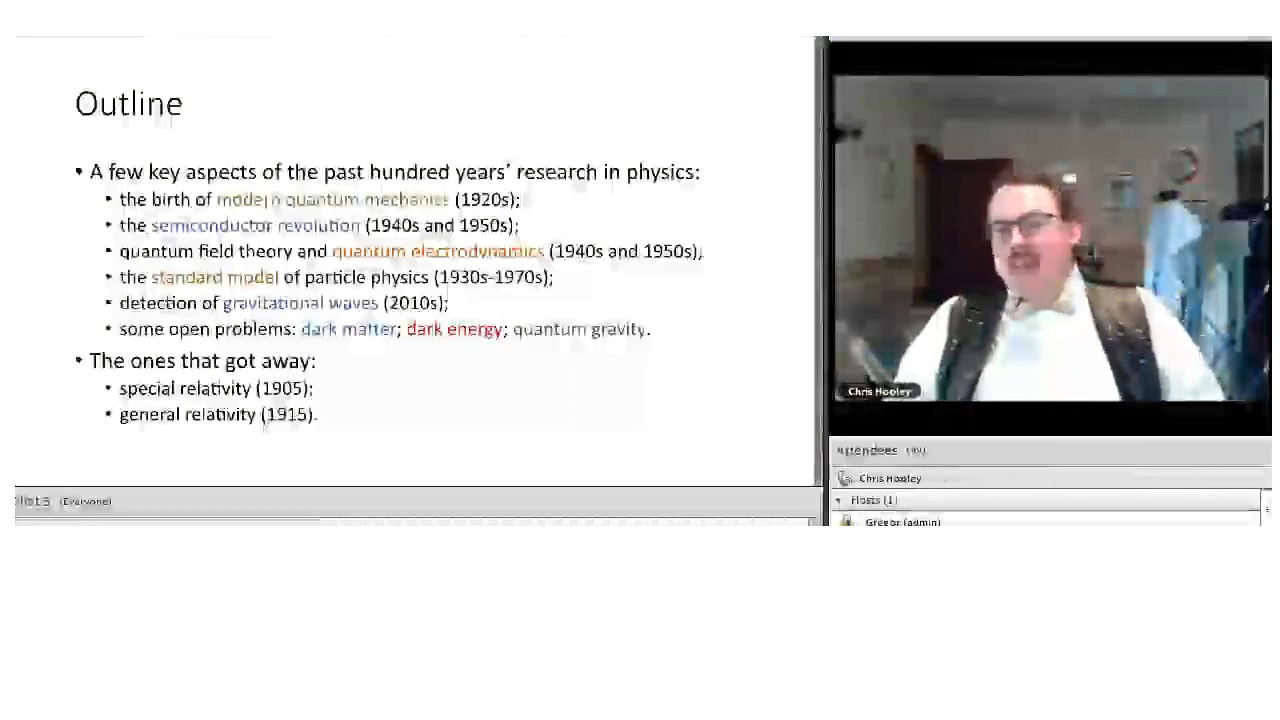 Outline
• A few key aspects of the past hundred years' research in physics:
• the birth of modern quantum mechanics (1920s);
• the semiconductor revolution (1940s and 1950s);
• quantum field theory and quantum electrodynamics (1940s and 1950s);
• the standard model of particle physics (1930s-1970s);
• detection of gravitational waves (2010s);
• some open problems: dark matter; dark energy; quantum gravity.
• The ones that got away:
• special relativity (1905);
• general relativity (1915).
(Everyone)
Chris Hooley
Attendees
Chris Hooley
Hosts (1)
Gregor (admin)